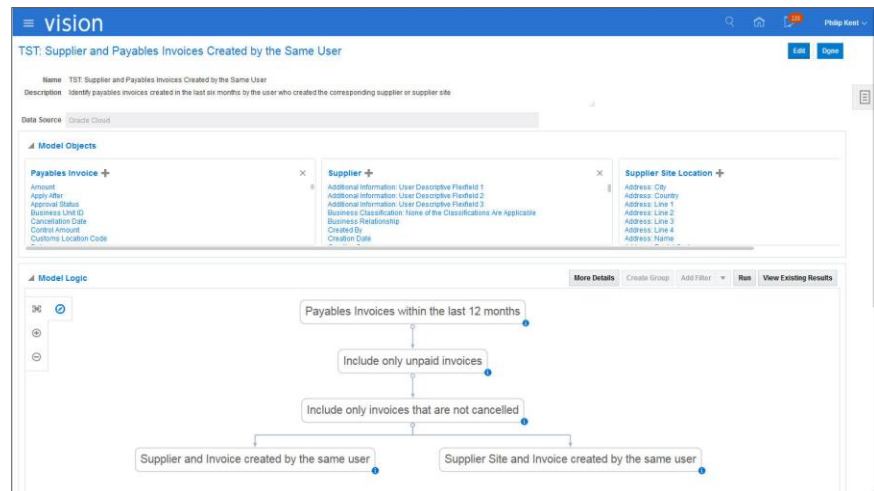 vision
Philip Kent
TST: Supplier and Payables Invoices Created by the Same User
Edit
Done
Name TST: Supplier and Payables Invoices Created by the Same User
Description Identify payables invoices created in the last six months by the user who created the corresponding supplier or supplier site
Data Source Oracle Cloud
Model Objects
Payables Invoice
Amount
Apply After
Approval Status
Business Unit ID
Cancellation Date
Control Amount
Customs Location Code
Supplier
Additional Information: User Descriptive Flexfield 1
Additional Information: User Descriptive Flexfield 2
Additional Information: User Descriptive Flexfield 3
Business Classification: None of the Classifications Are Applicable
Business Relationship
Created By
Creation Date
Supplier Site Location
Address: City
Address: Country
Address: Line 1
Address: Line 2
Address: Line 3
Address: Line 4
Address: Name
Model Logic
More Details
Create Group
Add Filter
Run
View Existing Results
Payables Invoices within the last 12 months
Include only unpaid invoices
Include only invoices that are not cancelled
Supplier and Invoice created by the same user
Supplier Site and Invoice created by the same user